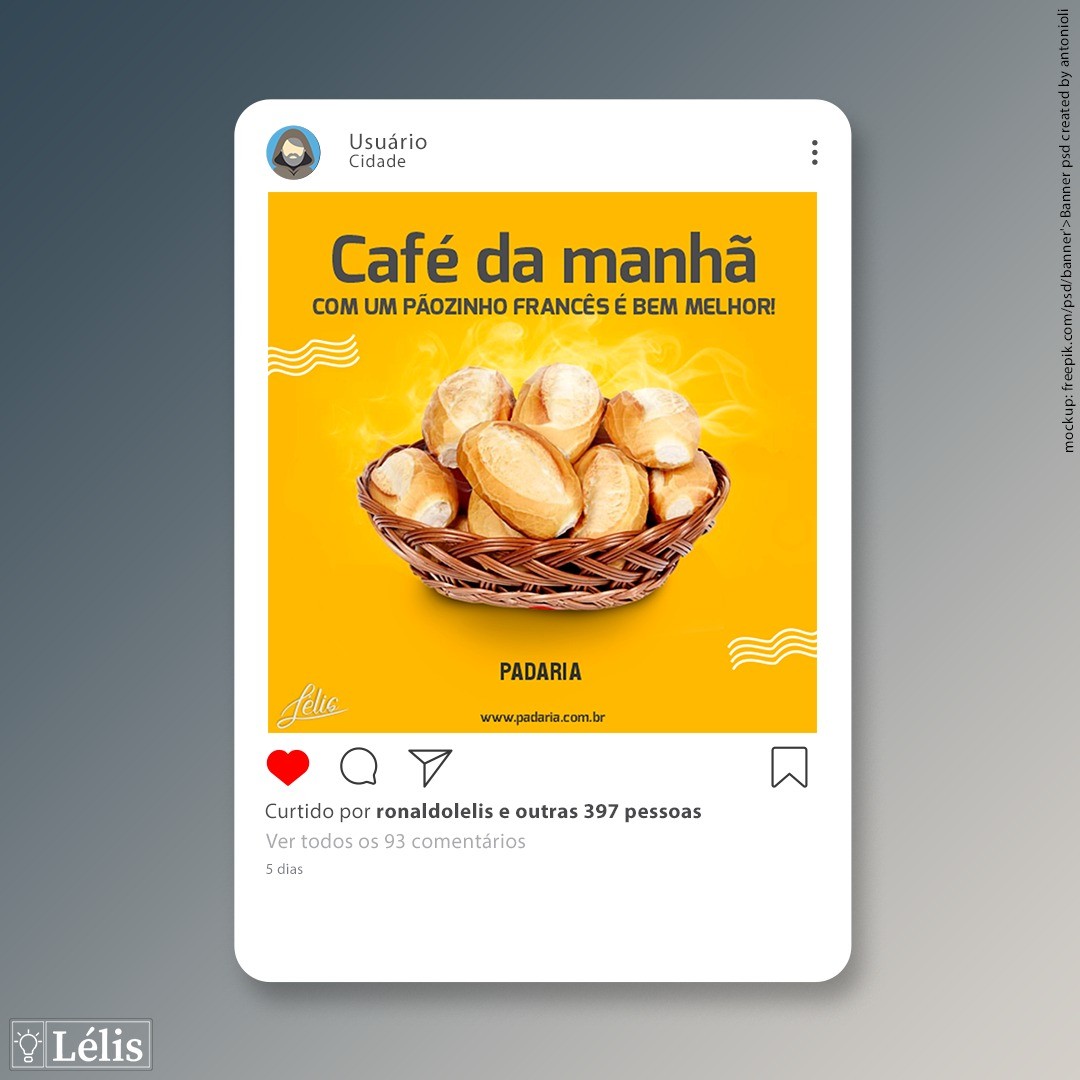 Usuário
Cidade
Café da manhã
COM UM PÃOZINHO FRANCÊS É BEM MELHOR!
PADARIA
Lélis
www.padaria.com.br
Curtido por ronaldolelis e outras 397 pessoas
Ver todos os 93 comentários
5 dias
Lélis
mockup: freepik.com/psd/banner'>Banner psd created by antonioli